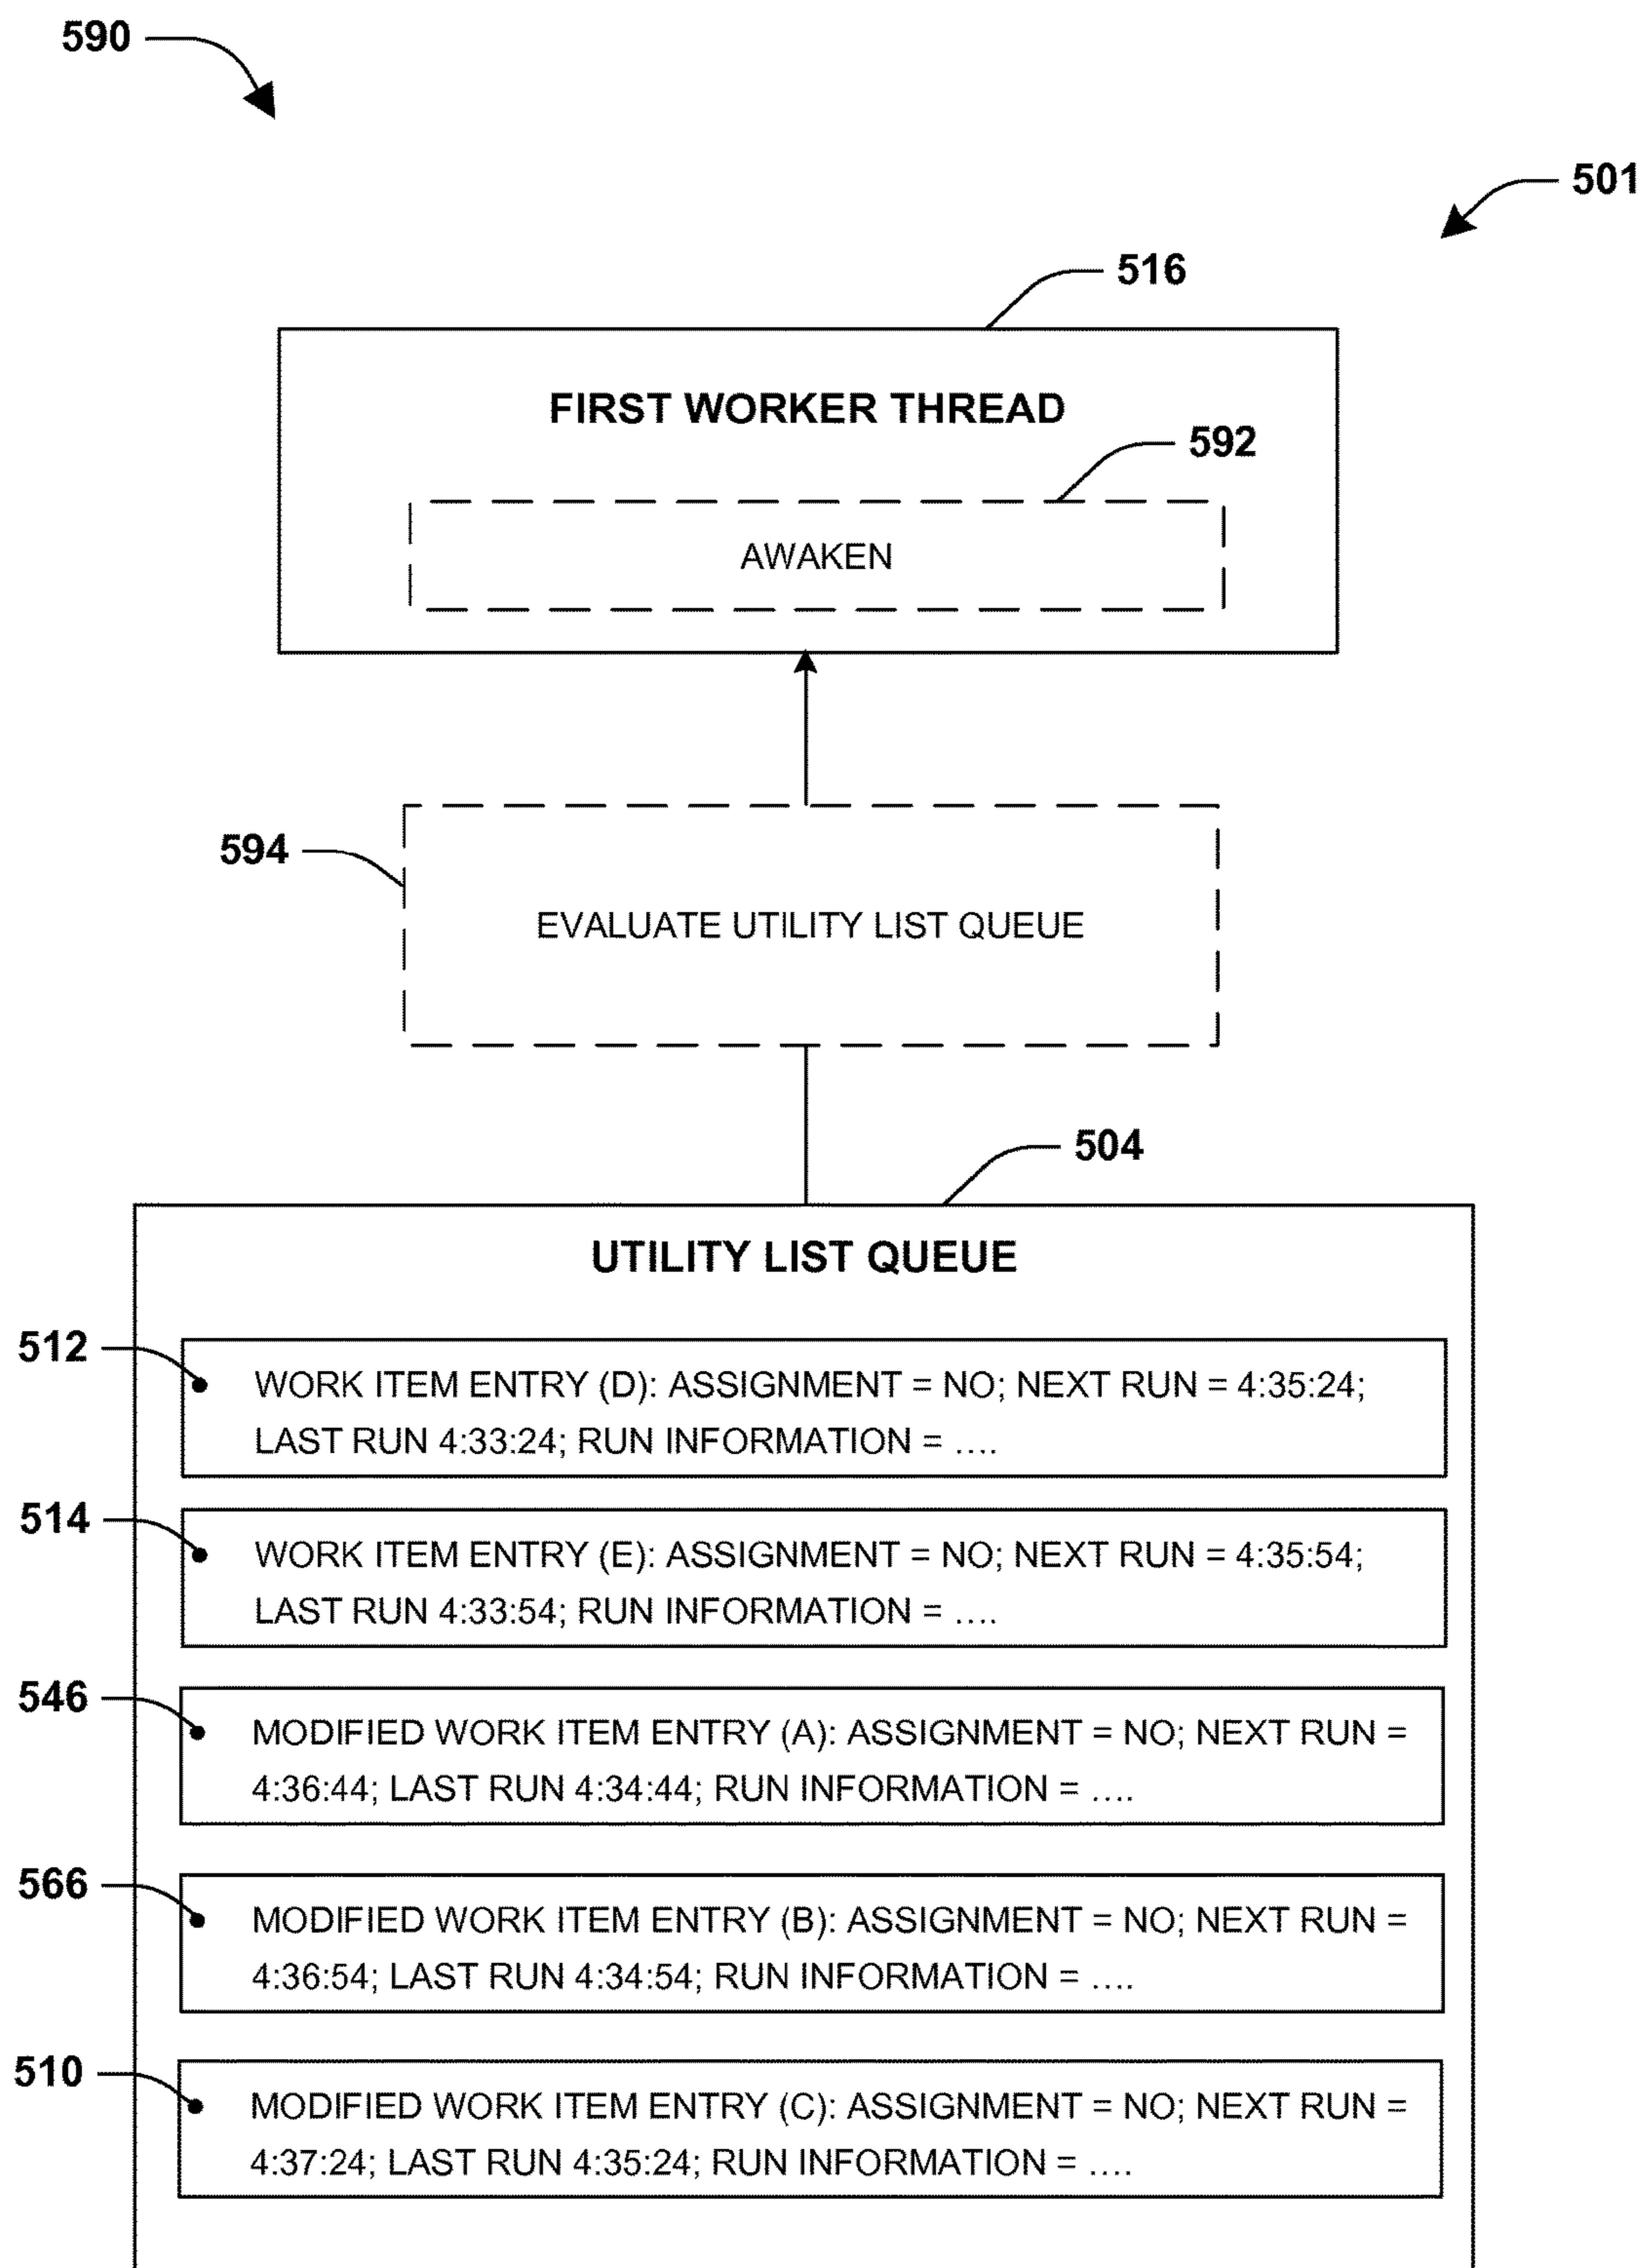 590
501
516
FIRST WORKER THREAD
592
AWAKEN
594
EVALUATE UTILITY LIST QUEUE
504
UTILITY LIST QUEUE
512
WORK ITEM ENTRY (D): ASSIGNMENT = NO; NEXT RUN = 4:35:24;
LAST RUN 4:33:24; RUN INFORMATION = ....
514
WORK ITEM ENTRY (E): ASSIGNMENT = NO; NEXT RUN = 4:35:54;
LAST RUN 4:33:54; RUN INFORMATION = ....
546
MODIFIED WORK ITEM ENTRY (A): ASSIGNMENT = NO; NEXT RUN =
4:36:44; LAST RUN 4:34:44; RUN INFORMATION = ....
566
MODIFIED WORK ITEM ENTRY (B): ASSIGNMENT = NO; NEXT RUN =
4:36:54; LAST RUN 4:34:54; RUN INFORMATION = ....
510
MODIFIED WORK ITEM ENTRY (C): ASSIGNMENT = NO; NEXT RUN =
4:37:24; LAST RUN 4:35:24; RUN INFORMATION = ....